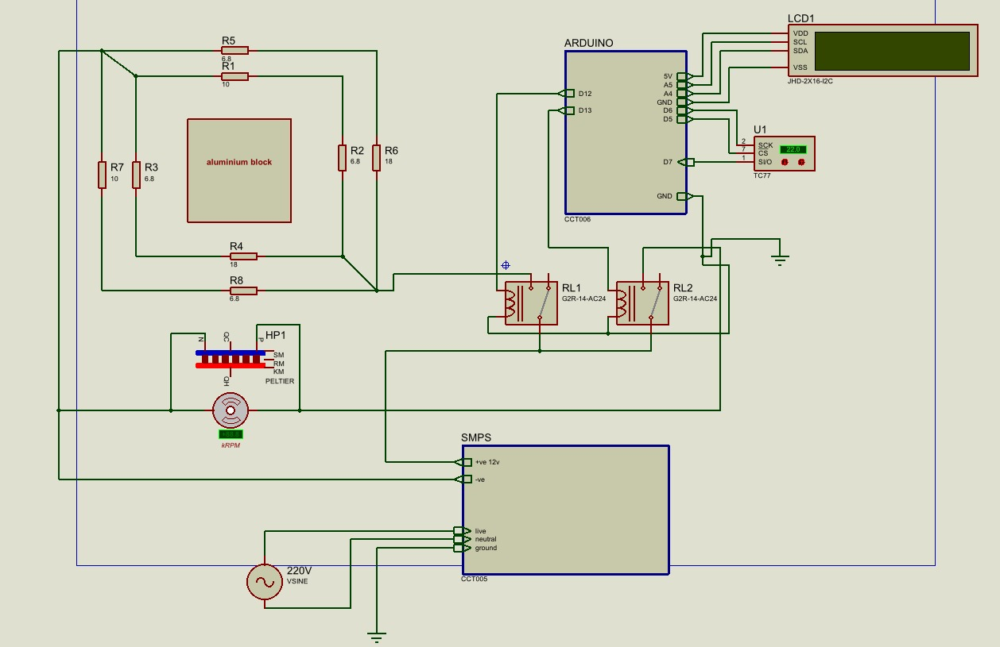 R5
6.8
R1
10
R7
10
R3
6.8
aluminium block
R2
6.8
R6
18
R4
18
R8
6.8
ARDUINO
D12
D13
5V
A5
A4
GND
D6
D5
D7
GND
CCT006
LCD1
VDD
SCL
SDA
VSS
JHD-2X16-I2C
U1
2
7
1
SCK
CS
SI/O
22.0
TC77
RL1
G2R-14-AC24
RL2
G2R-14-AC24
HP1
N
QC
P
SM
RM
KM
QH
PELTIER
kRPM
SMPS
+ve 12v
-ve
live
neutral
ground
CCT005
220V
VSINE